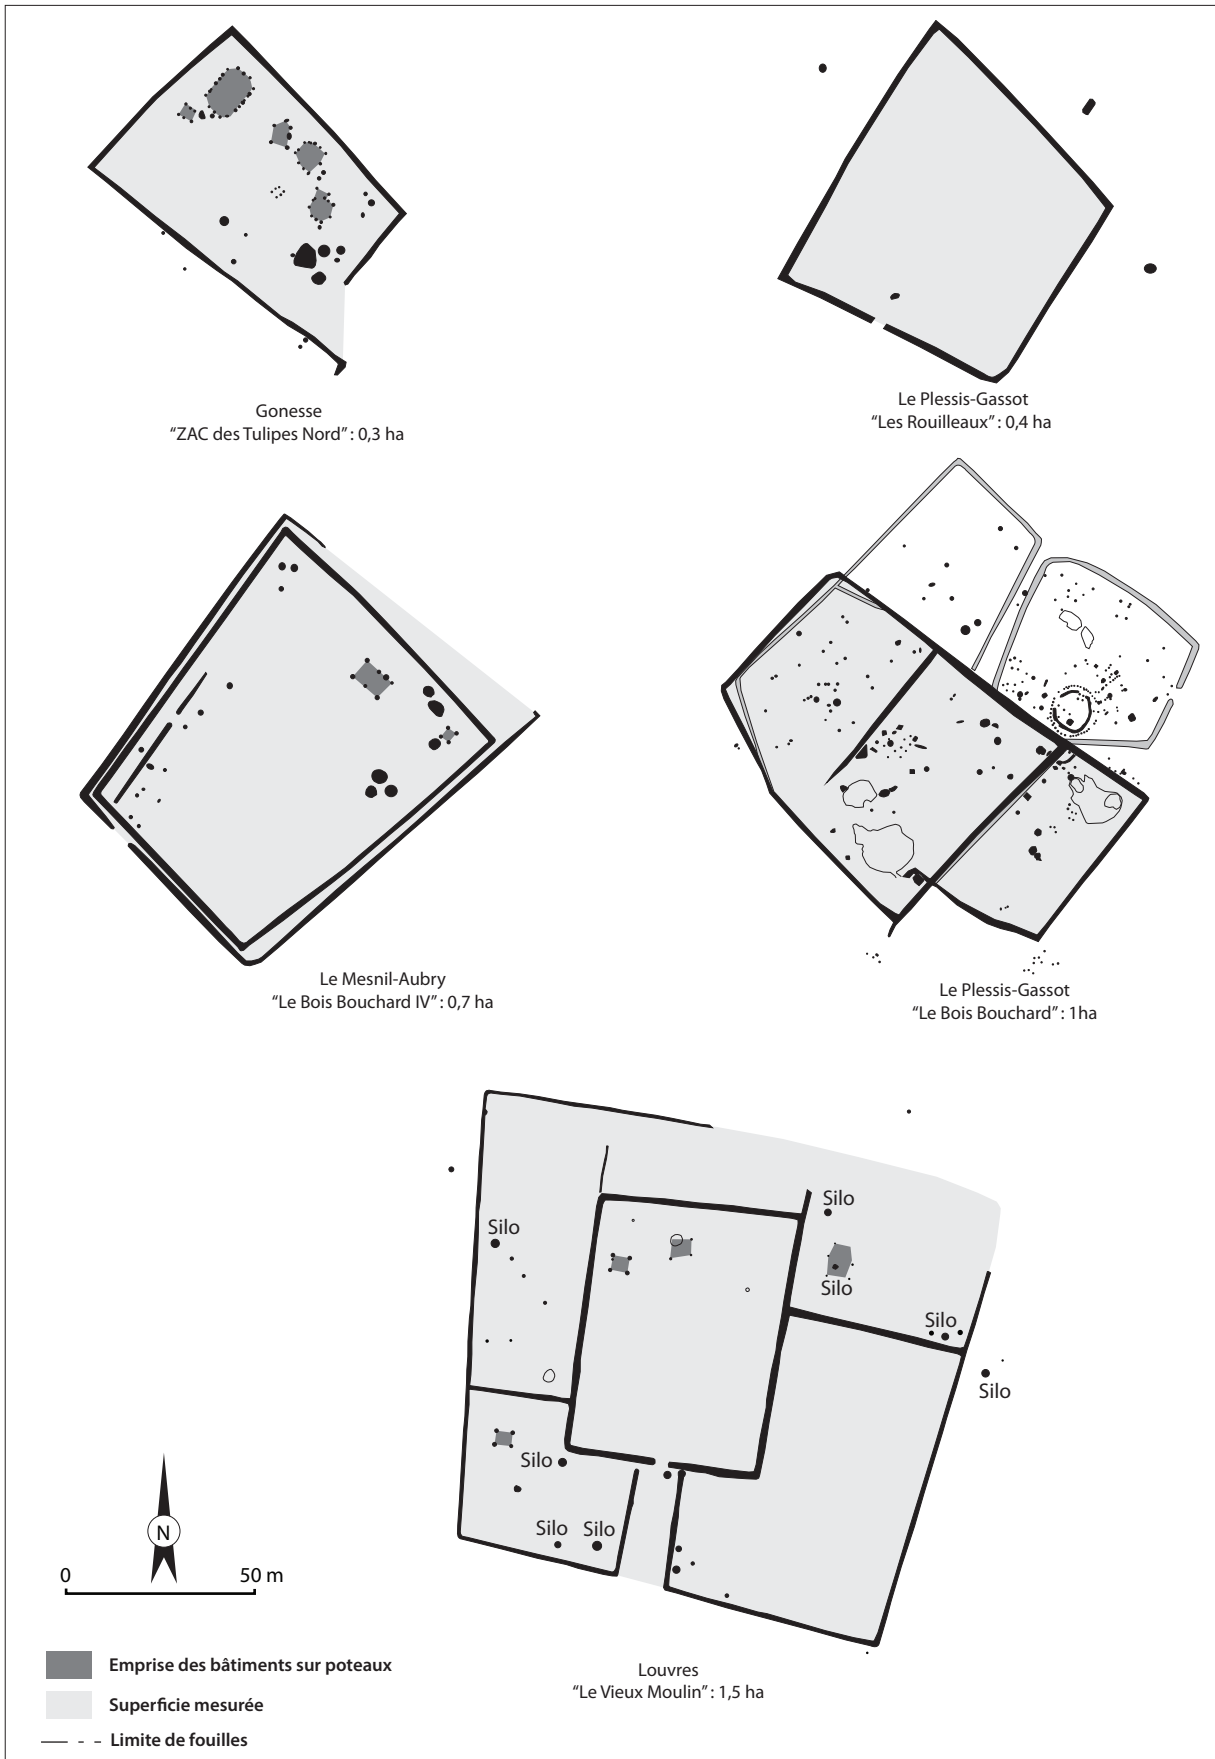 Gonesse
“ZAC des Tulipes Nord” : 0,3 ha
Le Plessis-Gassot
“Les Rouilleaux” : 0,4 ha
Le Mesnil-Aubry
“Le Bois Bouchard IV” : 0,7 ha
Le Plessis-Gassot
“Le Bois Bouchard” : 1ha
Silo
Silo
Silo
Silo
Silo
Silo
Silo Silo
N
0 50 m
Louvres
“Le Vieux Moulin” : 1,5 ha
Emprise des bâtiments sur poteaux
Superficie mesurée
Limite de fouilles